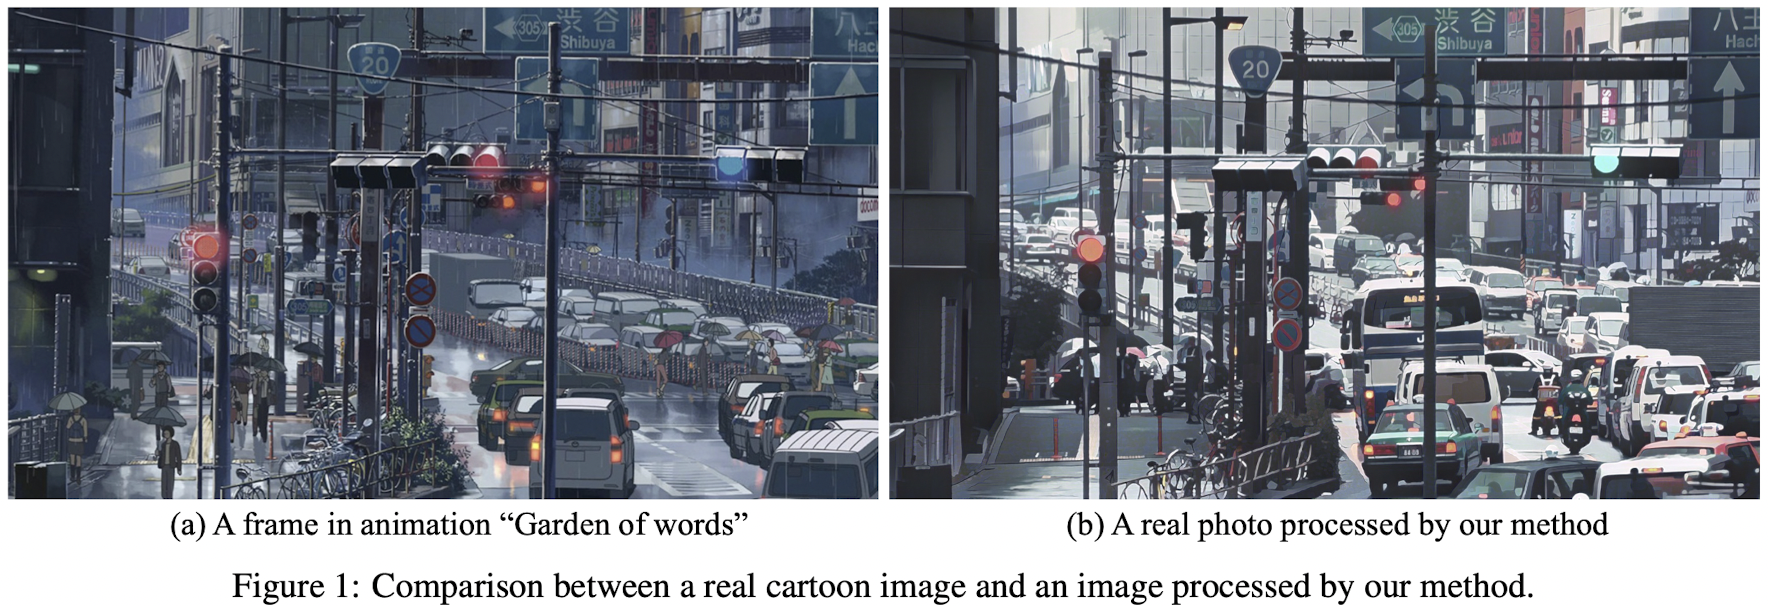 305 渋谷
Shibuya
20
Hach
docomo
305 渋谷
Shibuya
20
Hach
(a) A frame in animation “Garden of words”
(b) A real photo processed by our method
Figure 1: Comparison between a real cartoon image and an image processed by our method.